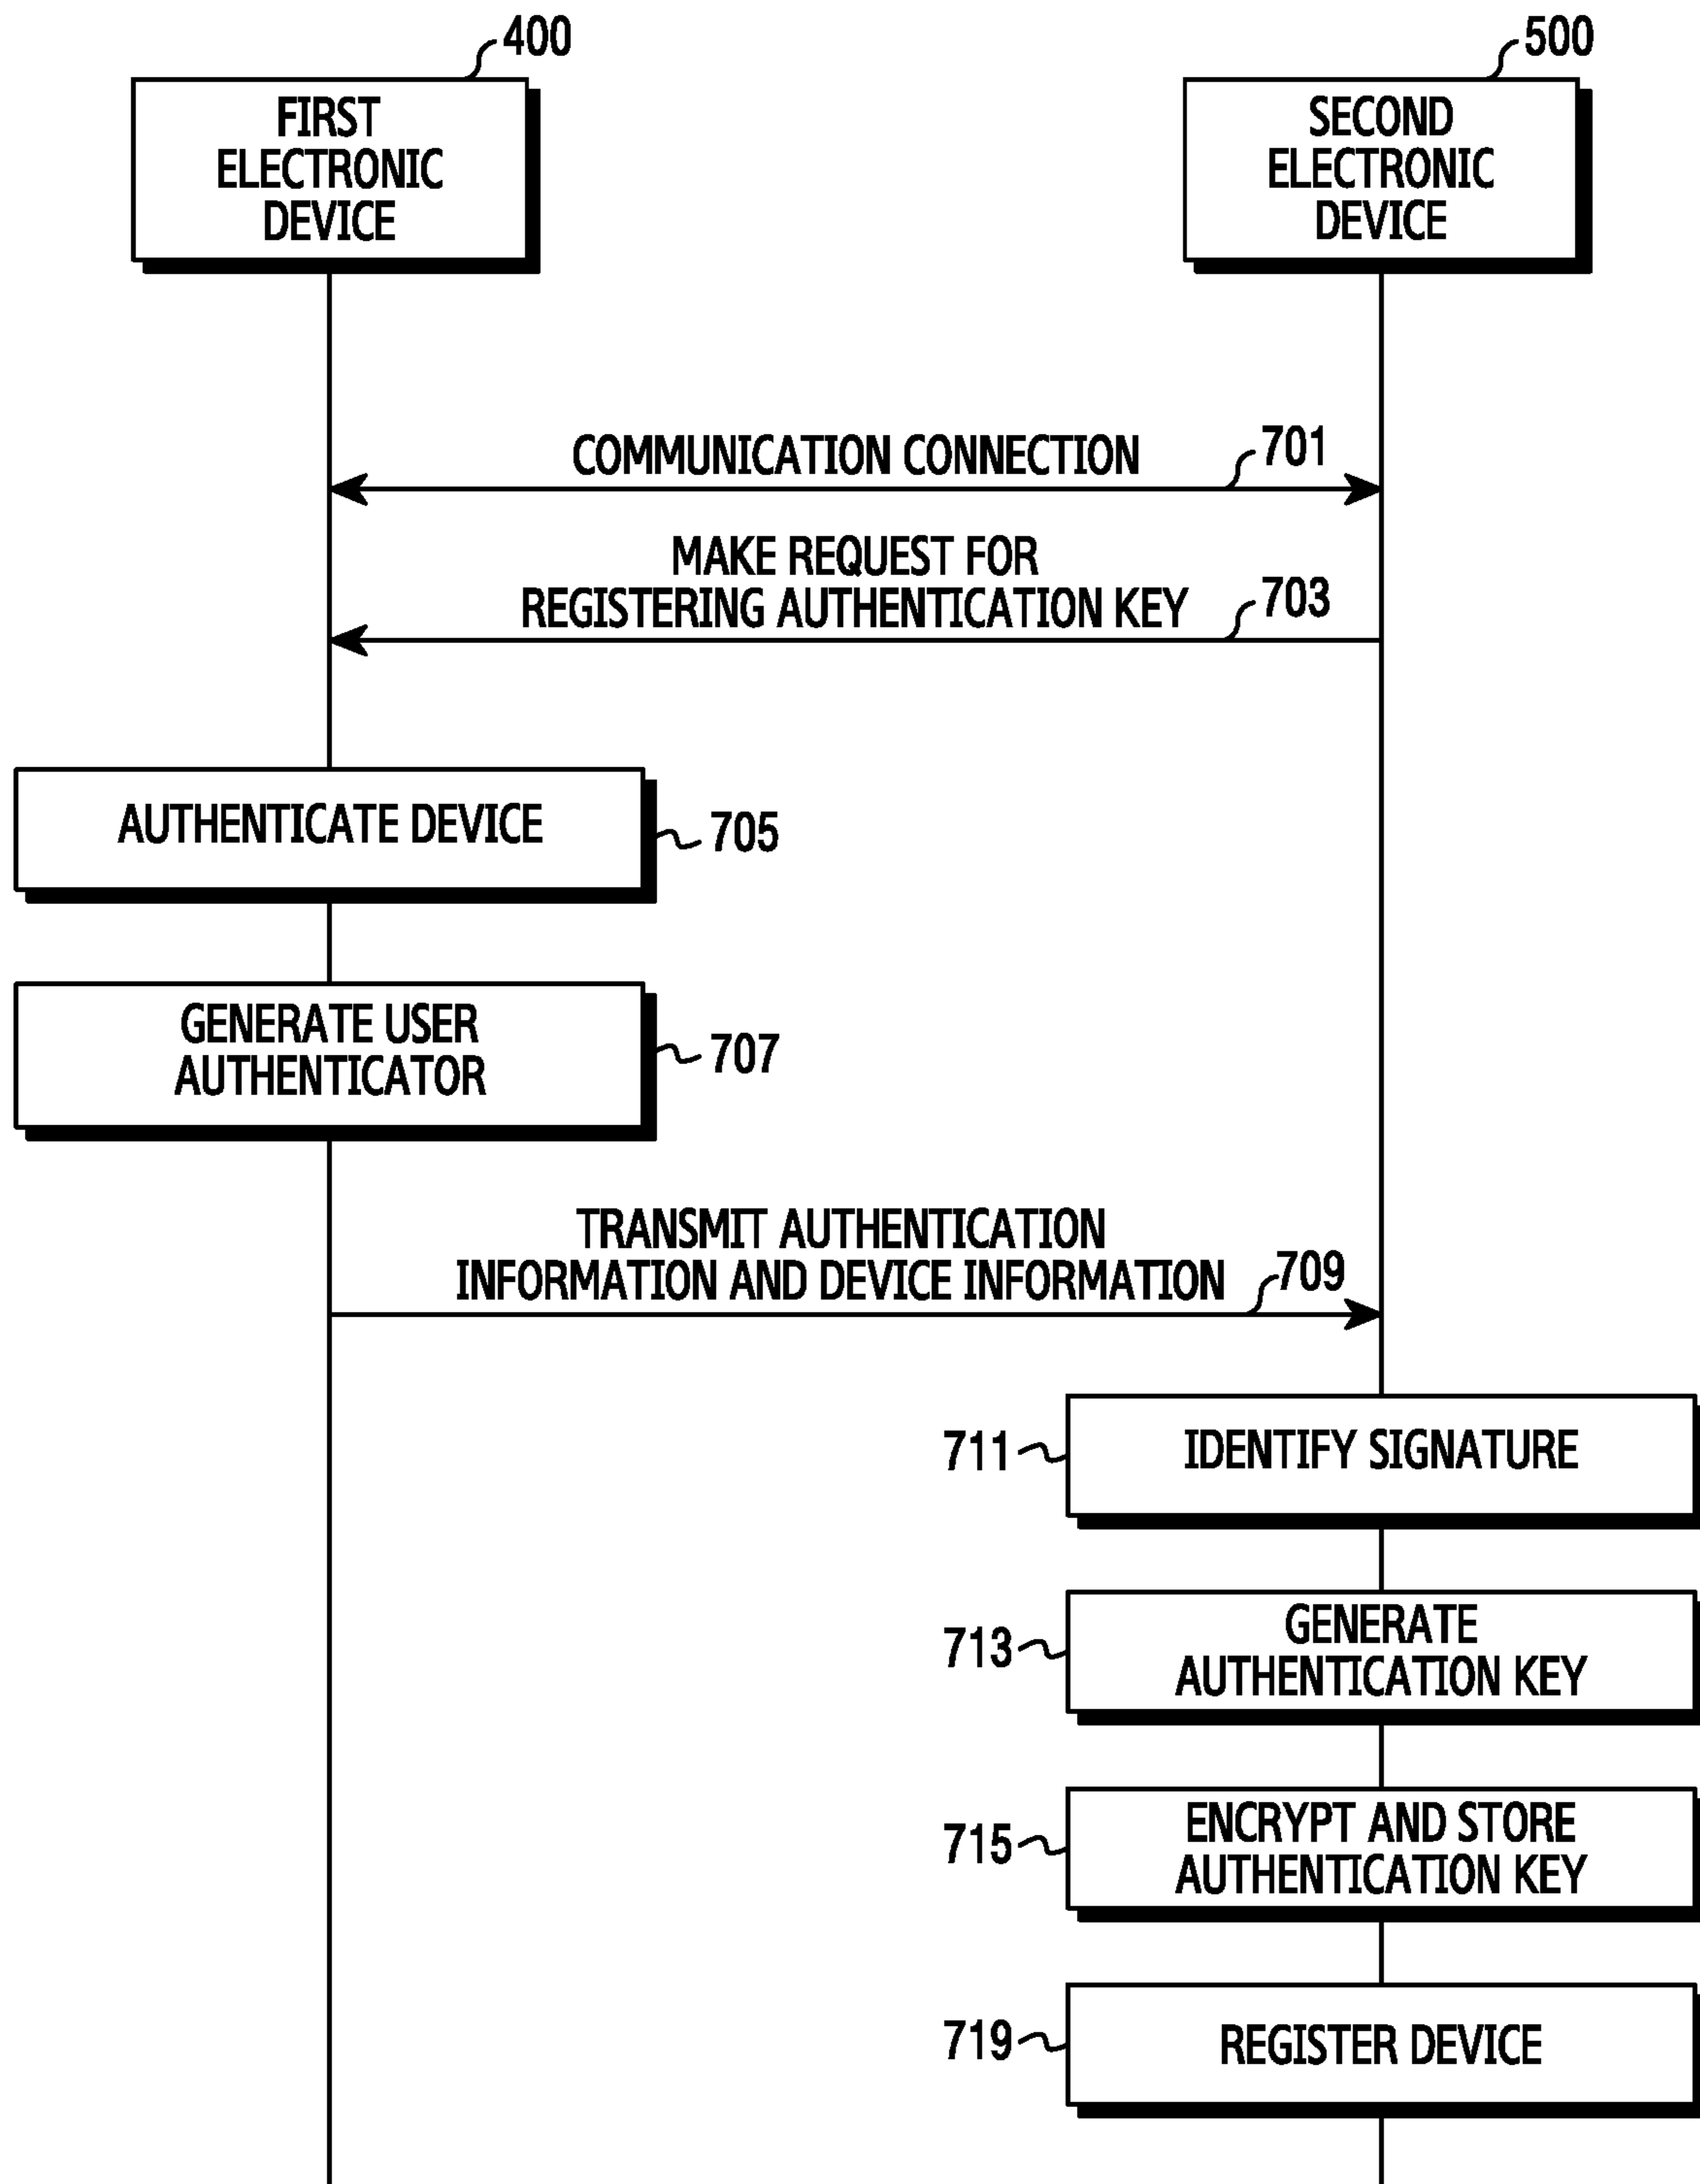 400
FIRST
ELECTRONIC
DEVICE
500
SECOND
ELECTRONIC
DEVICE
COMMUNICATION CONNECTION
701
MAKE REQUEST FOR
REGISTERING AUTHENTICATION KEY
703
AUTHENTICATE DEVICE
705
GENERATE USER
AUTHENTICATOR
707
TRANSMIT AUTHENTICATION
INFORMATION AND DEVICE INFORMATION
709
711
IDENTIFY SIGNATURE
713
GENERATE
AUTHENTICATION KEY
715
ENCRYPT AND STORE
AUTHENTICATION KEY
719
REGISTER DEVICE